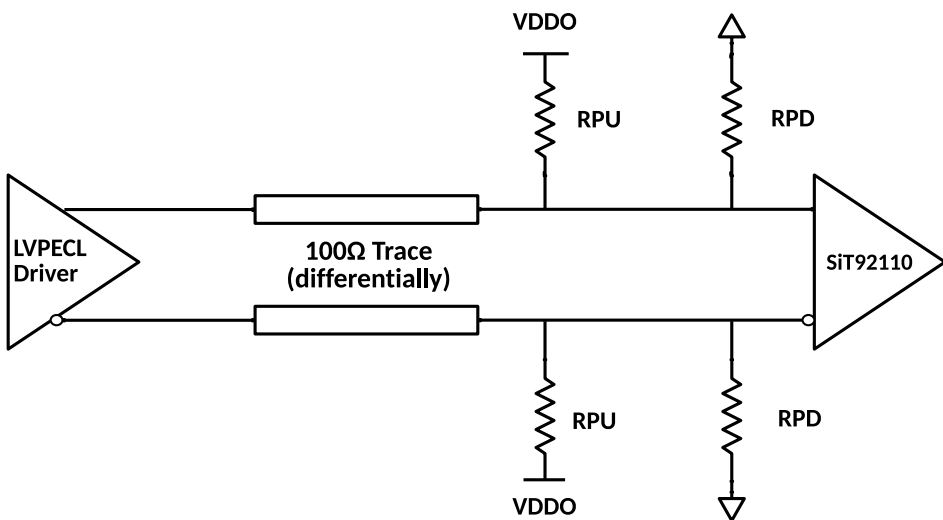 VDDO
RPU
RPD
LVPECL
Driver
100Ω Trace
(differentially)
SiT92110
RPU
RPD
VDDO